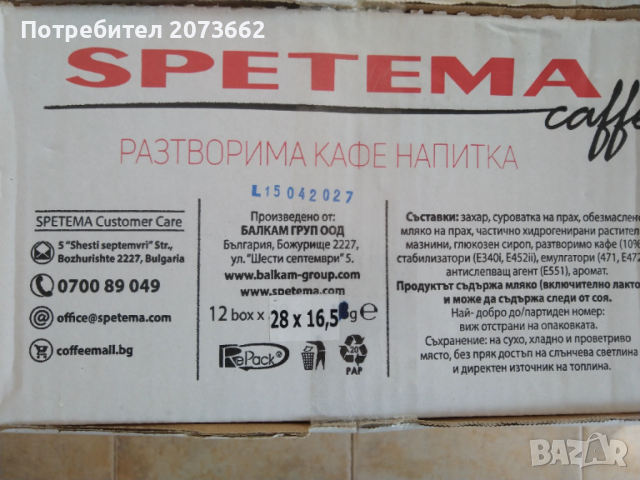 Потребител 2073662
SPETEMA
caffe
РАЗТВОРИМА КАФЕ НАПИТКА
L15042027
SPETEMA Customer Care
5 "Shesti septemvri" Str.,
Bozhurishte 2227, Bulgaria
0700 89 049
office@spetema.com
coffeemall.bg
Произведено от:
БАЛКАМ ГРУП ООД
България, Божурище 2227,
ул. "Шести септември" 5.
www.balkam-group.com
www.spetema.com
12 box x 28 x 16,5 g e
RePack
20
PAP
Съставки: захар, суроватка на прах, обезмаслено
мляко на прах, частично хидрогенирани растител
мазнини, глюкозен сироп, разтворимо кафе (10%
стабилизатори (E340i, E452ii), емулгатори (471, E472
антислепващ агент (E551), аромат.
Продуктът съдържа мляко (включително лакто
и може да съдържа следи от соя.
Най- добро до/партиден номер:
виж отстрани на опаковката.
Съхранение: на сухо, хладно и проветриво
място, без пряк достъп на слънчева светлина
и директен източник на топлина.
BAZAR